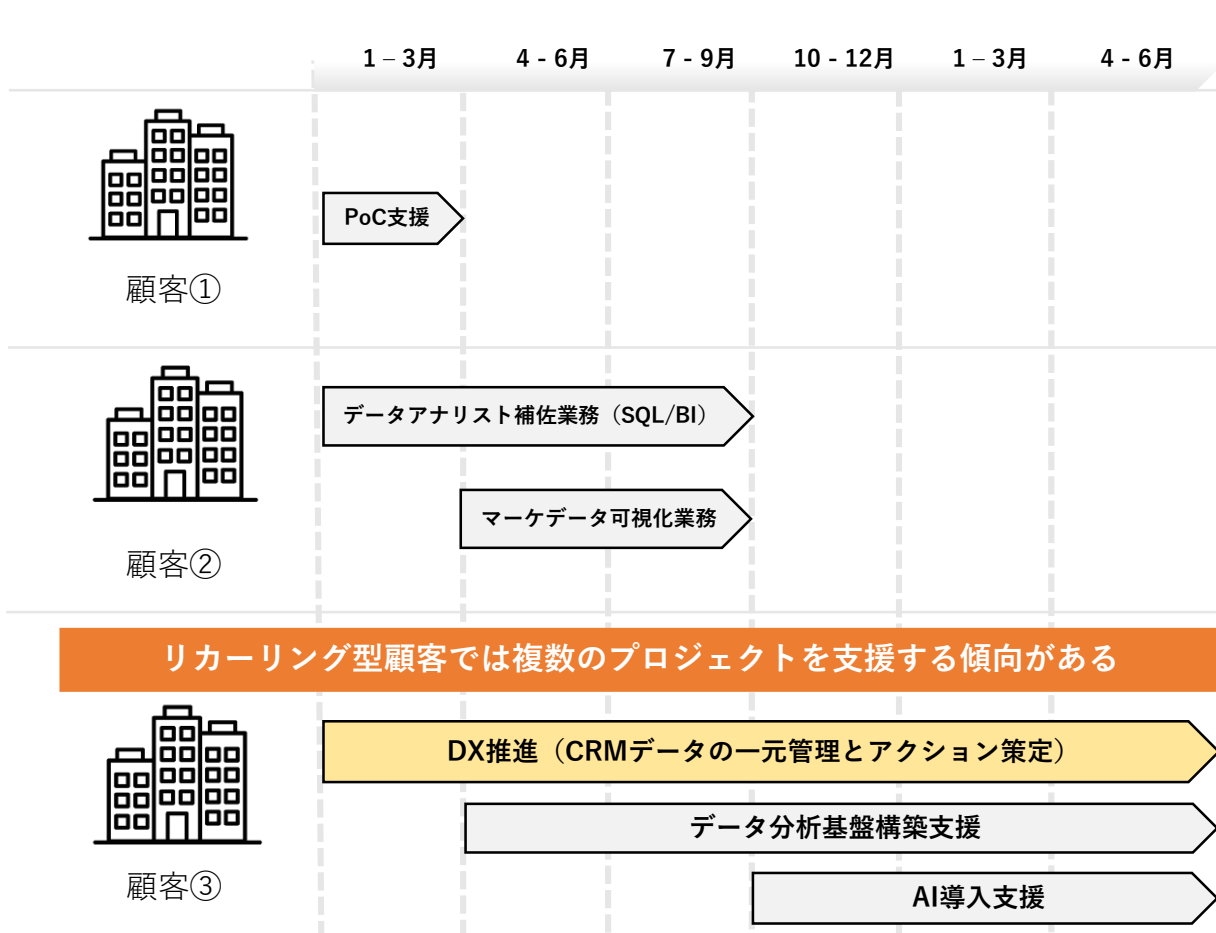 1 – 3月 4 - 6月 7 - 9月 10 - 12月 1 – 3月 4 - 6月
PoC支援
顧客①
データアナリスト補佐業務（SQL/BI）
マーケデータ可視化業務
顧客②
リカーリング型顧客では複数のプロジェクトを支援する傾向がある
DX推進（CRMデータの一元管理とアクション策定）
データ分析基盤構築支援
AI導入支援
顧客③